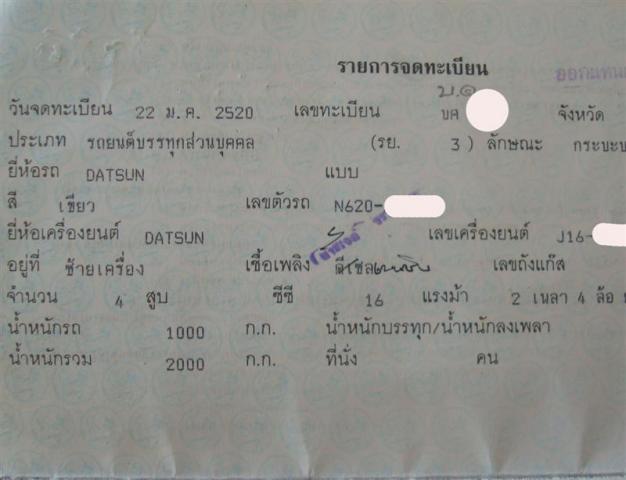 รายการจดทะเบียน
ออกแทน
บ.๑
วันจดทะเบียน 22 ม.ค. 2520 เลขทะเบียน บค จังหวัด
ประเภท รถยนต์บรรทุกส่วนบุคคล (รย. 3 ) ลักษณะ กระบะบ
ยี่ห้อรถ DATSUN แบบ
สี เขียว เลขตัวรถ N620-
ยี่ห้อเครื่องยนต์ DATSUN เลขเครื่องยนต์ J16-
อยู่ที่ ซ้ายเครื่อง เชื้อเพลิง ดีเซล เลขถังแก๊ส
จำนวน 4 สูบ ซีซี 16 แรงม้า 2 เพลา 4 ล้อ
น้ำหนักรถ 1000 ก.ก. น้ำหนักบรรทุก/น้ำหนักลงเพลา
น้ำหนักรวม 2000 ก.ก. ที่นั่ง คน